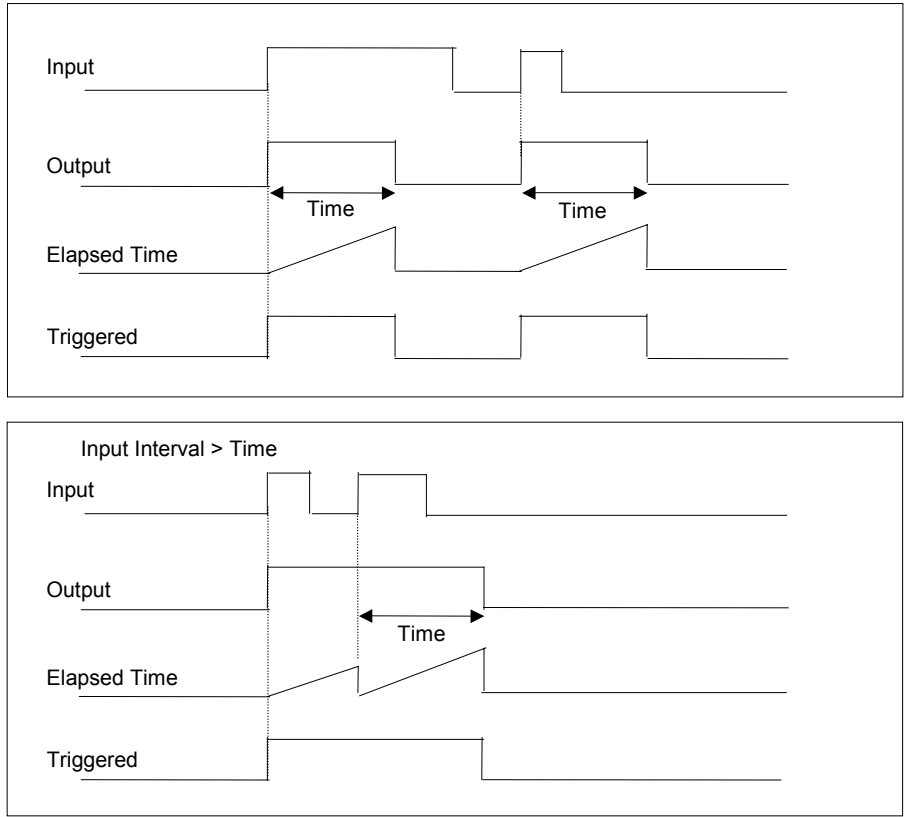 Input
Output
Time
Time
Elapsed Time
Triggered
Input Interval > Time
Input
Output
Time
Elapsed Time
Triggered